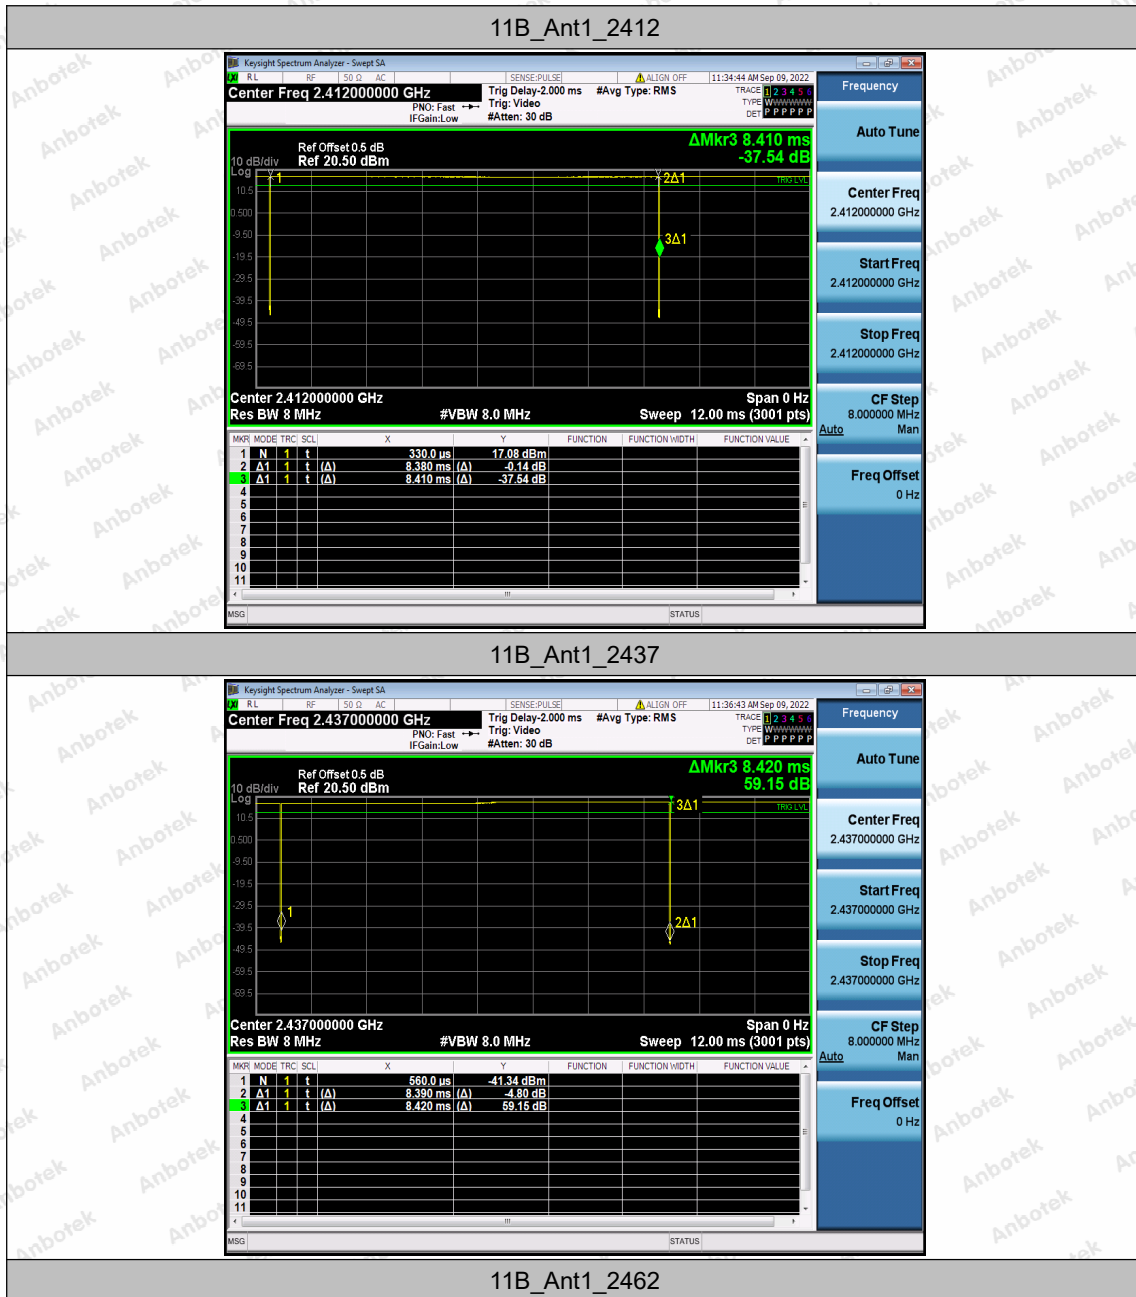 11B_Ant1_2412
Keysight Spectrum Analyzer - Swept SA
LXI RL RF 50 Ω AC SENSE:PULSE ALIGN OFF 11:34:44 AM Sep 09, 2022
Center Freq 2.412000000 GHz
PNO: Fast
IFGain:Low
Trig Delay-2.000 ms
Trig: Video
#Atten: 30 dB
#Avg Type: RMS
TRACE 1 2 3 4 5 6
TYPE WWWWWW
DET P P P P P P
Ref Offset 0.5 dB
Ref 20.50 dBm
10 dB/div
Log
ΔMkr3 8.410 ms
-37.54 dB
1
2Δ1
TRIG LVL
3Δ1
10.5
0.500
-9.50
-19.5
-29.5
-39.5
-49.5
-59.5
-69.5
Center 2.412000000 GHz Span 0 Hz
Res BW 8 MHz #VBW 8.0 MHz Sweep 12.00 ms (3001 pts)
MKR MODE TRC SCL X Y FUNCTION FUNCTION WIDTH FUNCTION VALUE
1 N 1 t 330.0 µs 17.08 dBm
2 Δ1 1 t (Δ) 8.380 ms (Δ) -0.14 dB
3 Δ1 1 t (Δ) 8.410 ms (Δ) -37.54 dB
4
5
6
7
8
9
10
11
MSG STATUS
Frequency
Auto Tune
Center Freq
2.412000000 GHz
Start Freq
2.412000000 GHz
Stop Freq
2.412000000 GHz
CF Step
8.000000 MHz
Auto Man
Freq Offset
0 Hz
11B_Ant1_2437
Keysight Spectrum Analyzer - Swept SA
LXI RL RF 50 Ω AC SENSE:PULSE ALIGN OFF 11:36:43 AM Sep 09, 2022
Center Freq 2.437000000 GHz
PNO: Fast
IFGain:Low
Trig Delay-2.000 ms
Trig: Video
#Atten: 30 dB
#Avg Type: RMS
TRACE 1 2 3 4 5 6
TYPE WWWWWW
DET P P P P P P
Ref Offset 0.5 dB
Ref 20.50 dBm
10 dB/div
Log
ΔMkr3 8.420 ms
59.15 dB
3Δ1
TRIG LVL
1
2Δ1
10.5
0.500
-9.50
-19.5
-29.5
-39.5
-49.5
-59.5
-69.5
Center 2.437000000 GHz Span 0 Hz
Res BW 8 MHz #VBW 8.0 MHz Sweep 12.00 ms (3001 pts)
MKR MODE TRC SCL X Y FUNCTION FUNCTION WIDTH FUNCTION VALUE
1 N 1 t 560.0 µs -41.34 dBm
2 Δ1 1 t (Δ) 8.390 ms (Δ) -4.80 dB
3 Δ1 1 t (Δ) 8.420 ms (Δ) 59.15 dB
4
5
6
7
8
9
10
11
MSG STATUS
Frequency
Auto Tune
Center Freq
2.437000000 GHz
Start Freq
2.437000000 GHz
Stop Freq
2.437000000 GHz
CF Step
8.000000 MHz
Auto Man
Freq Offset
0 Hz
11B_Ant1_2462
Anbotek